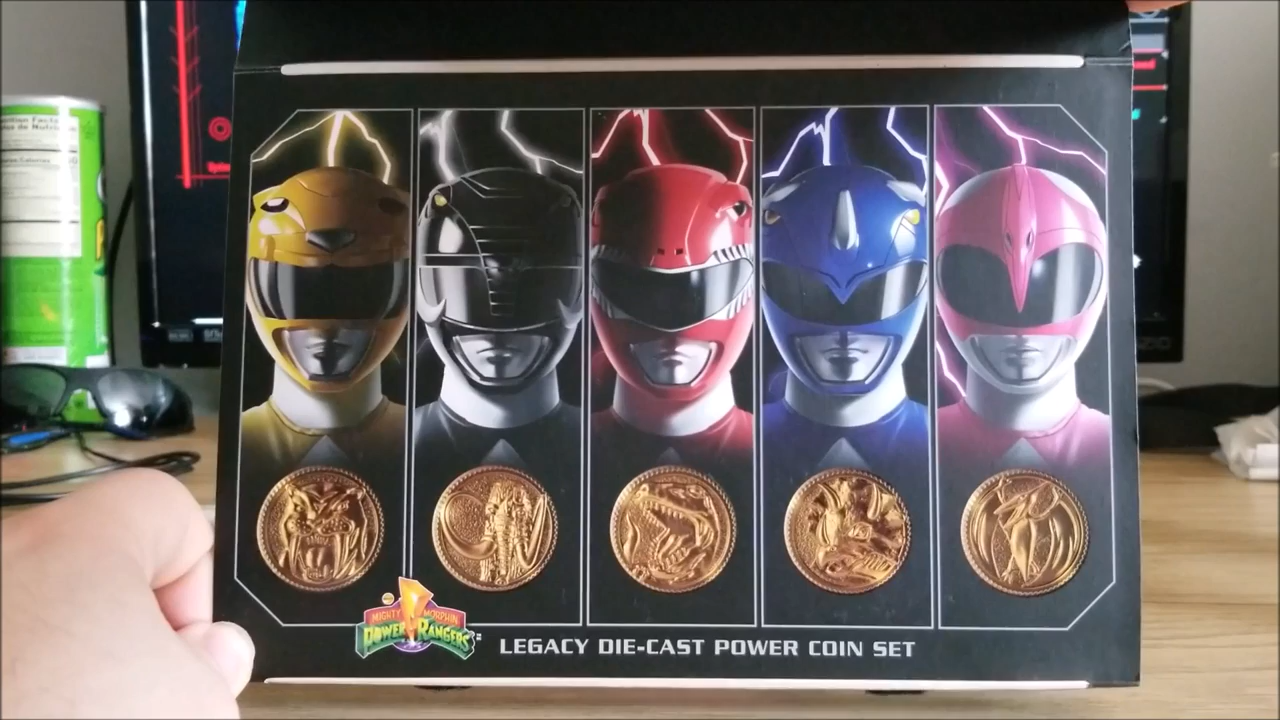 MIGHTY MORPHIN
POWER RANGERS
LEGACY DIE-CAST POWER COIN SET